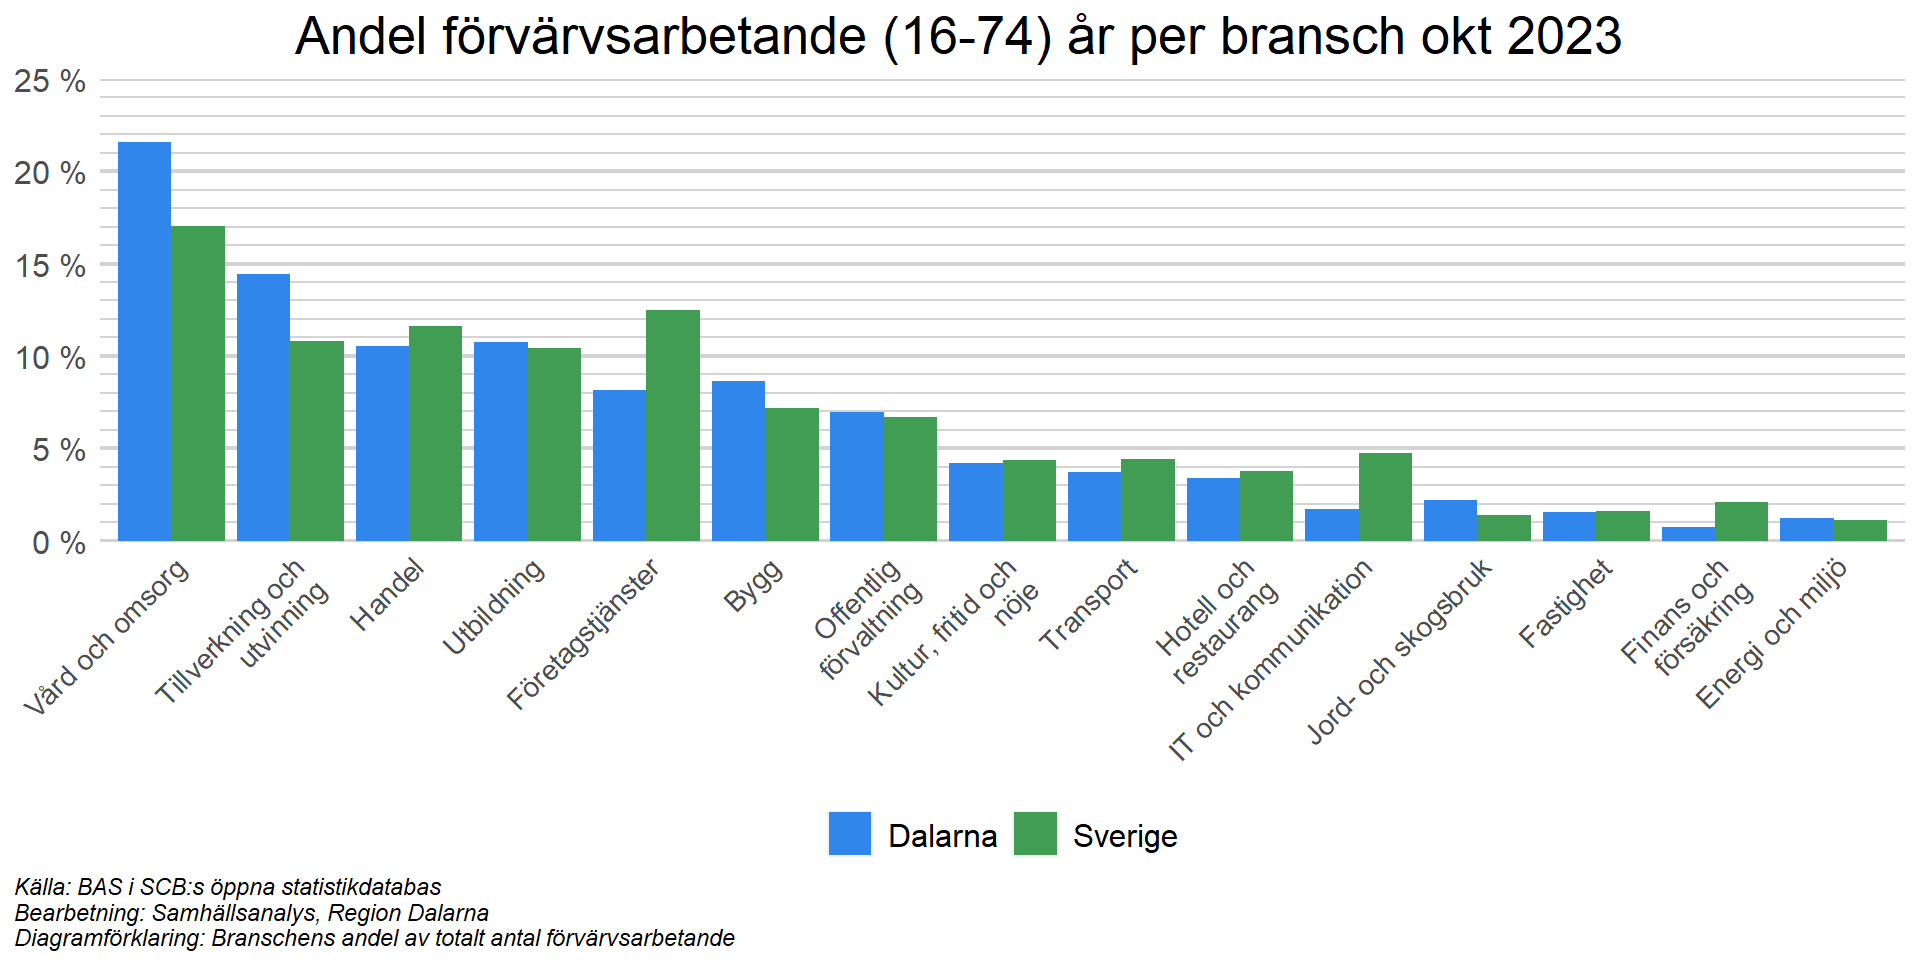 Andel förvärvsarbetande (16-74) år per bransch okt 2023
25 %
20 %
15 %
10 %
5 %
0 %
Vård och omsorg
Tillverkning och
utvinning
Handel
Utbildning
Företagstjänster
Bygg
Offentlig
förvaltning
Kultur, fritid och
nöje
Transport
Hotell och
restaurang
IT och kommunikation
Jord- och skogsbruk
Fastighet
Finans och
försäkring
Energi och miljö
Dalarna
Sverige
Källa: BAS i SCB:s öppna statistikdatabas
Bearbetning: Samhällsanalys, Region Dalarna
Diagramförklaring: Branschens andel av totalt antal förvärvsarbetande